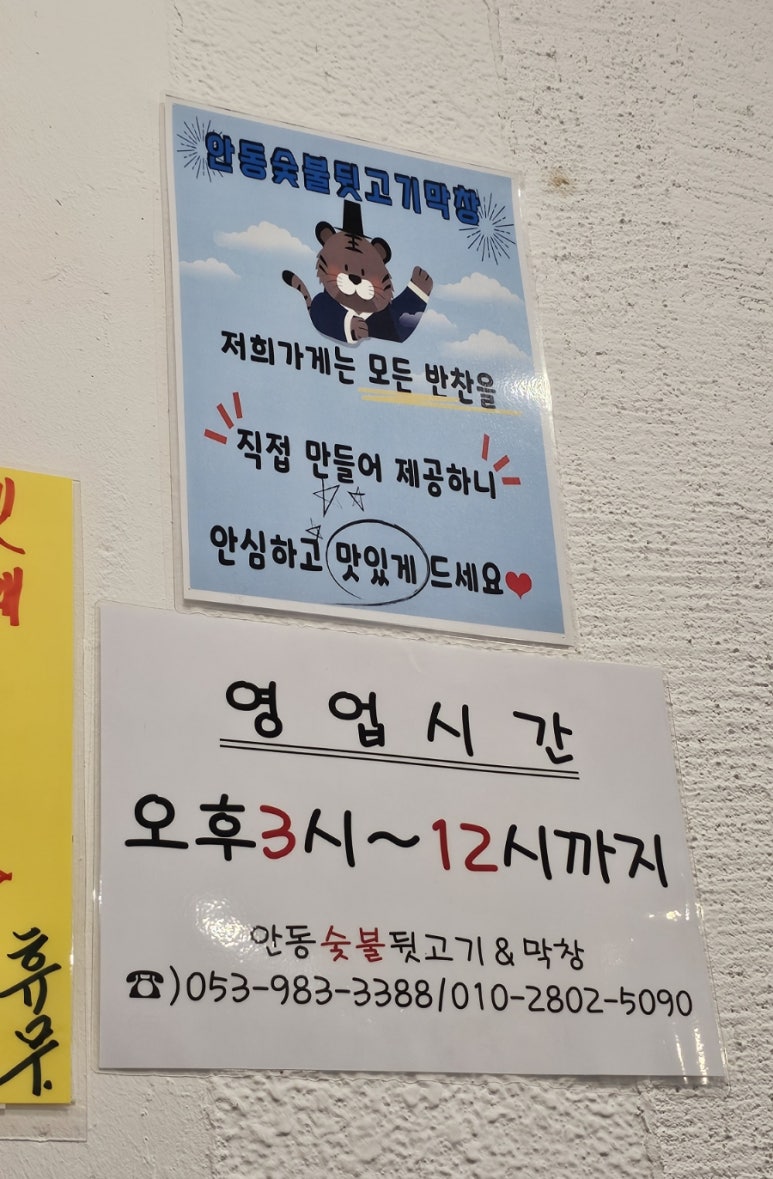 안동숯불뒷고기막창
저희가게는 모든 반찬을
직접 만들어 제공하니
안심하고 맛있게 드세요
영업시간
오후3시~12시까지
안동숯불뒷고기&막창
☎)053-983-3388/010-2802-5090
휴무